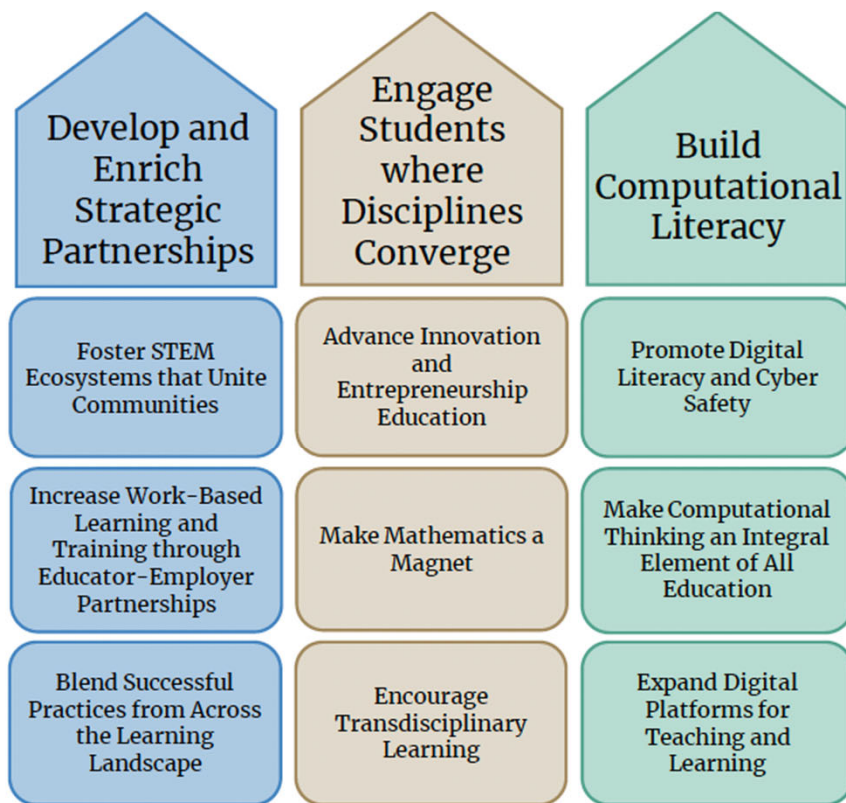 Develop and
Enrich
Strategic
Partnerships
Foster STEM
Ecosystems that Unite
Communities
Increase Work-Based
Learning and
Training through
Educator-Employer
Partnerships
Blend Successful
Practices from Across
the Learning
Landscape
Engage
Students
where
Disciplines
Converge
Advance Innovation
and
Entrepreneurship
Education
Make Mathematics a
Magnet
Encourage
Transdisciplinary
Learning
Build
Computational
Literacy
Promote Digital
Literacy and Cyber
Safety
Make Computational
Thinking an Integral
Element of All
Education
Expand Digital
Platforms for
Teaching and
Learning